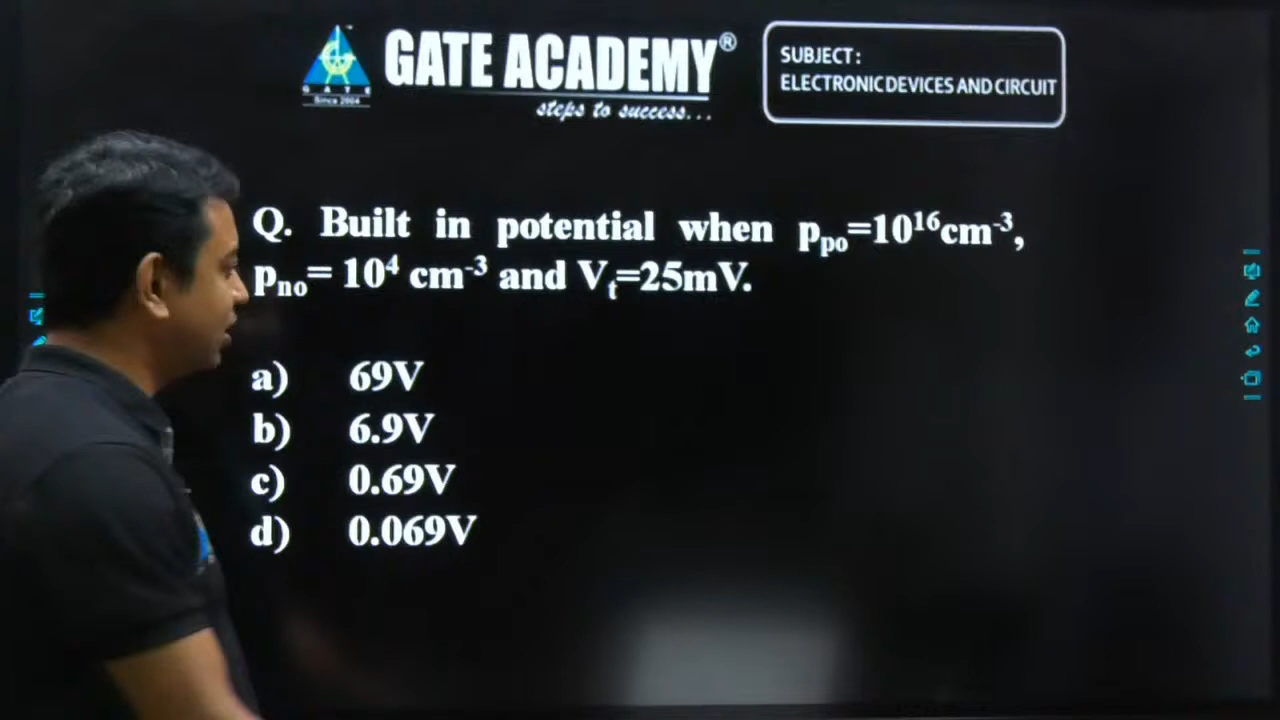 GATE ACADEMY®
GATE
Since 2004
steps to success...
SUBJECT:
ELECTRONIC DEVICES AND CIRCUIT
Q. Built in potential when pₚₒ=10¹⁶cm⁻³,
pₙₒ= 10⁴ cm⁻³ and Vₜ=25mV.
a) 69V
b) 6.9V
c) 0.69V
d) 0.069V